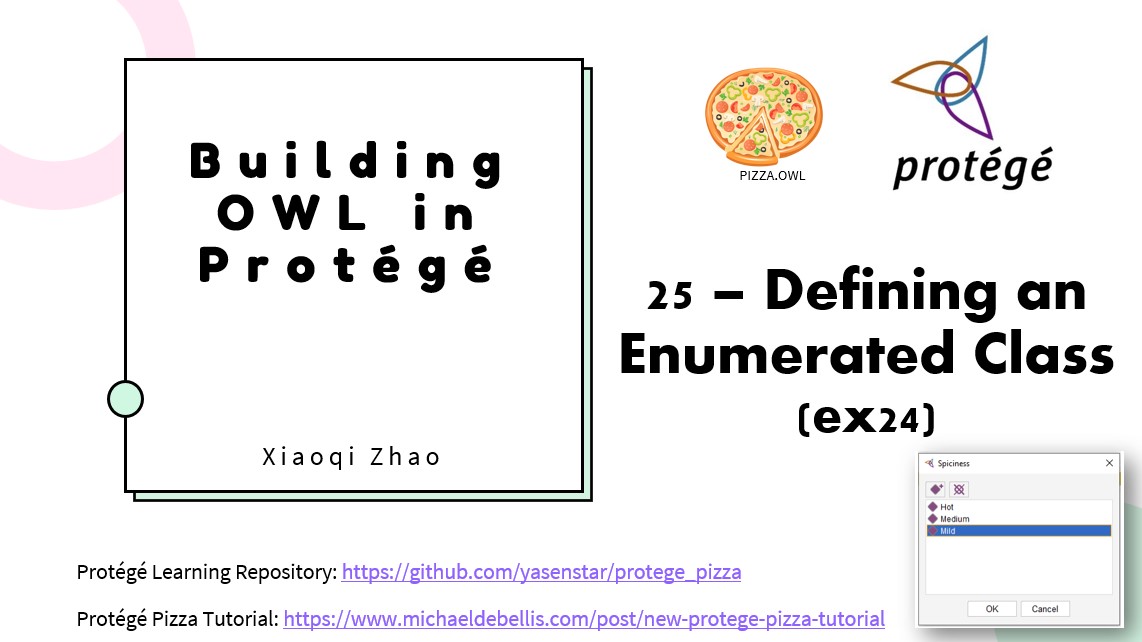 Building
OWL in
Protégé
Xiaoqi Zhao
PIZZA.OWL
protégé
25 – Defining an
Enumerated Class
(ex24)
Spiciness
Hot
Medium
Mild
OK
Cancel
Protégé Learning Repository: https://github.com/yasenstar/protege_pizza
Protégé Pizza Tutorial: https://www.michaeldebellis.com/post/new-protege-pizza-tutorial